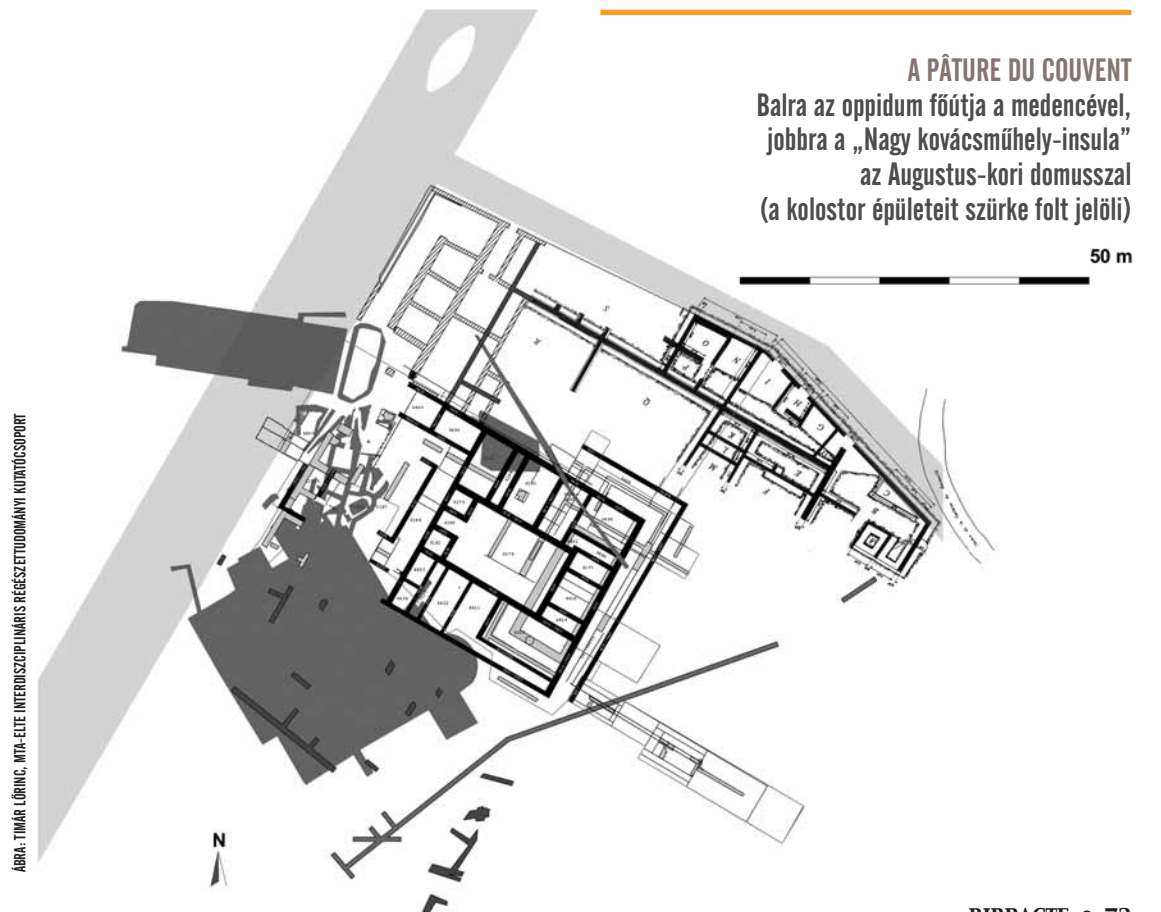 A PÂTURE DU COUVENT
Balra az oppidum főútja a medencével,
jobbra a „Nagy kovácsműhely-insula”
az Augustus-kori domusszal
(a kolostor épületeit szürke folt jelöli)
50 m
S
R
Q
O
P
N
I
H
G
K
L
M
E
F
C
B
N
ÁBRA: TIMÁR LŐRINC, MTA-ELTE INTERDISZCIPLINÁRIS RÉGÉSZETTUDOMÁNYI KUTATÓCSOPORT